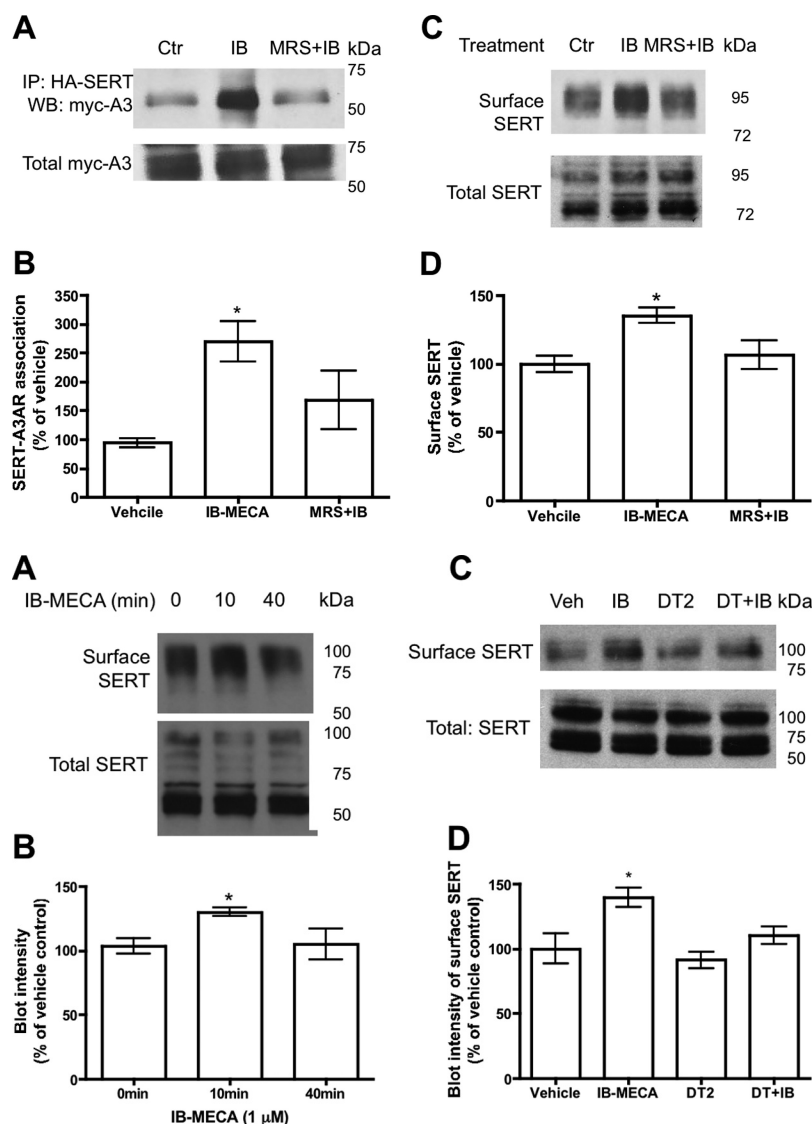 A
Ctr IB MRS+IB kDa
IP: HA-SERT
WB: myc-A3
75
50
Total myc-A3
75
50
C
Treatment Ctr IB MRS+IB kDa
Surface
SERT
95
72
Total SERT
95
72
B
SERT-A3AR association
(% of vehicle)
350
300
250
200
150
100
50
0
*
Vehcile IB-MECA MRS+IB
D
Surface SERT
(% of vehicle)
150
100
50
0
*
Vehicle IB-MECA MRS+IB
A
IB-MECA (min) 0 10 40 kDa
Surface
SERT
100
75
50
Total SERT
100
75
50
C
Veh IB DT2 DT+IB kDa
Surface SERT
100
75
Total: SERT
100
75
50
B
Blot intensity
(% of vehicle control)
150
100
50
0
*
0min 10min 40min
IB-MECA (1 μM)
D
Blot intensity of surface SERT
(% of vehicle control)
150
100
50
0
*
Vehicle IB-MECA DT2 DT+IB